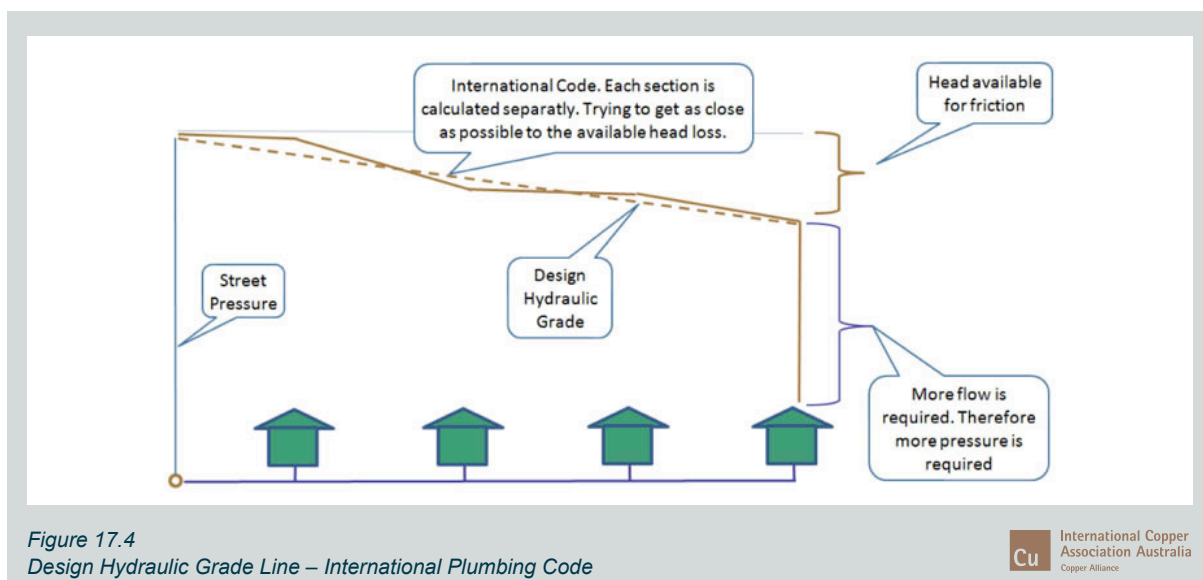 International Code. Each section is
calculated separatly. Trying to get as close
as possible to the available head loss.
Head available
for friction
Street
Pressure
Design
Hydraulic
Grade
More flow is
required. Therefore
more pressure is
required
Figure 17.4
Design Hydraulic Grade Line – International Plumbing Code
Cu
International Copper
Association Australia
Copper Alliance